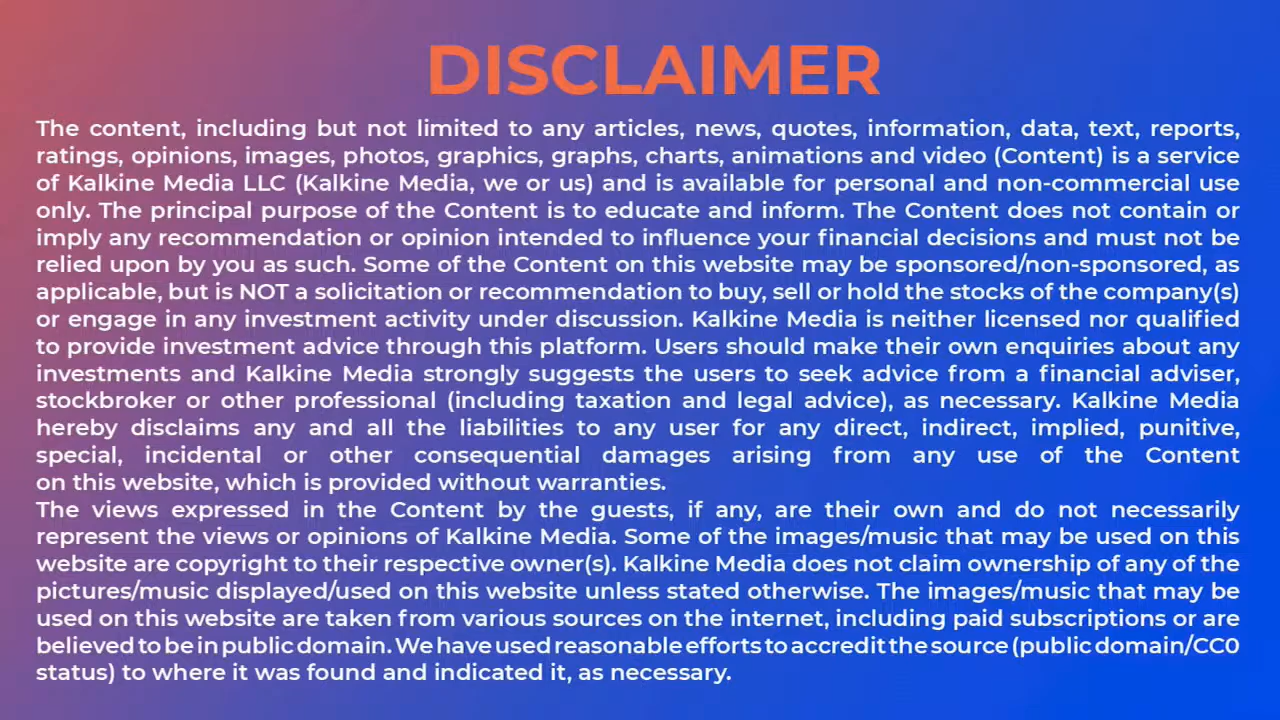 DISCLAIMER
The content, including but not limited to any articles, news, quotes, information, data, text, reports,
ratings, opinions, images, photos, graphics, graphs, charts, animations and video (Content) is a service
of Kalkine Media LLC (Kalkine Media, we or us) and is available for personal and non-commercial use
only. The principal purpose of the Content is to educate and inform. The Content does not contain or
imply any recommendation or opinion intended to influence your financial decisions and must not be
relied upon by you as such. Some of the Content on this website may be sponsored/non-sponsored, as
applicable, but is NOT a solicitation or recommendation to buy, sell or hold the stocks of the company(s)
or engage in any investment activity under discussion. Kalkine Media is neither licensed nor qualified
to provide investment advice through this platform. Users should make their own enquiries about any
investments and Kalkine Media strongly suggests the users to seek advice from a financial adviser,
stockbroker or other professional (including taxation and legal advice), as necessary. Kalkine Media
hereby disclaims any and all the liabilities to any user for any direct, indirect, implied, punitive,
special, incidental or other consequential damages arising from any use of the Content
on this website, which is provided without warranties.
The views expressed in the Content by the guests, if any, are their own and do not necessarily
represent the views or opinions of Kalkine Media. Some of the images/music that may be used on this
website are copyright to their respective owner(s). Kalkine Media does not claim ownership of any of the
pictures/music displayed/used on this website unless stated otherwise. The images/music that may be
used on this website are taken from various sources on the internet, including paid subscriptions or are
believed to be in public domain. We have used reasonable efforts to accredit the source (public domain/CC0
status) to where it was found and indicated it, as necessary.